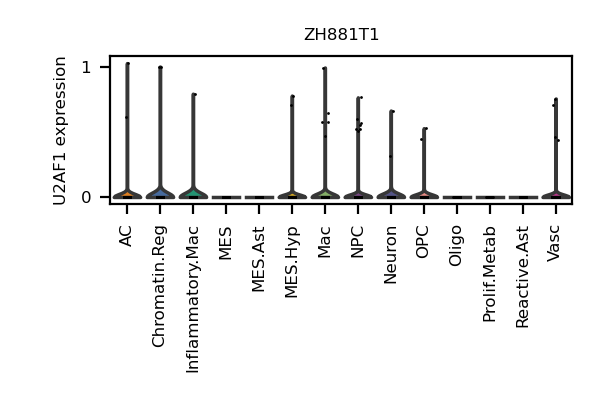 ZH881T1
U2AF1 expression
1
0
AC
Chromatin.Reg
Inflammatory.Mac
MES
MES.Ast
MES.Hyp
Mac
NPC
Neuron
OPC
Oligo
Prolif.Metab
Reactive.Ast
Vasc